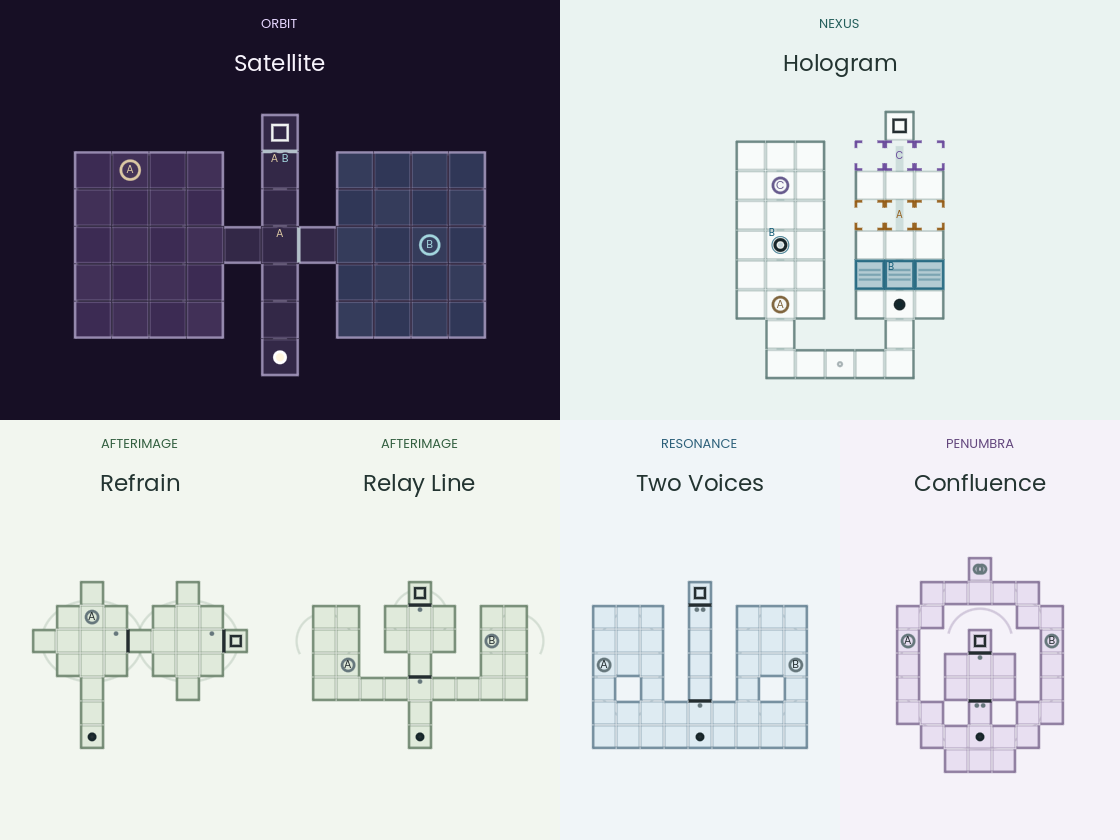 ORBIT
Satellite
A
A B
A
B
NEXUS
Hologram
C
C
A
B
B
A
AFTERIMAGE
Refrain
A
AFTERIMAGE
Relay Line
A
B
RESONANCE
Two Voices
A
B
PENUMBRA
Confluence
A
B